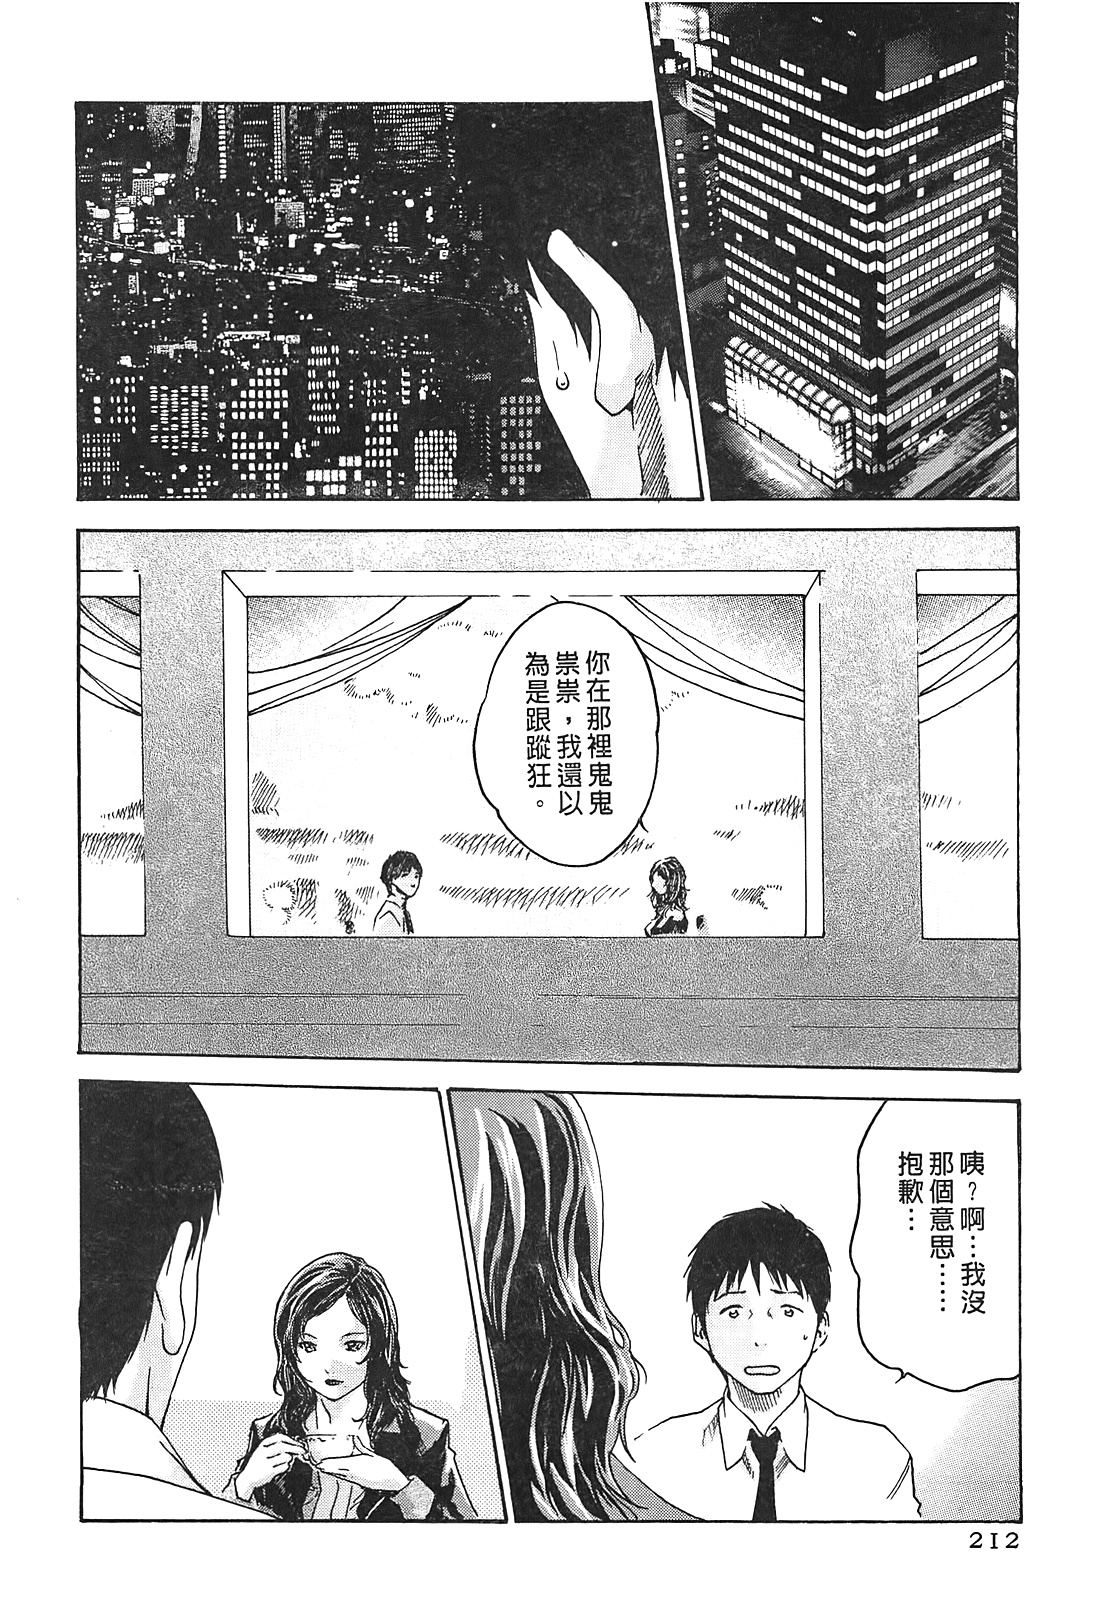 你在那裡鬼鬼
祟祟，我還以
為是跟蹤狂。
咦？啊…我沒
那個意思……
抱歉…
212